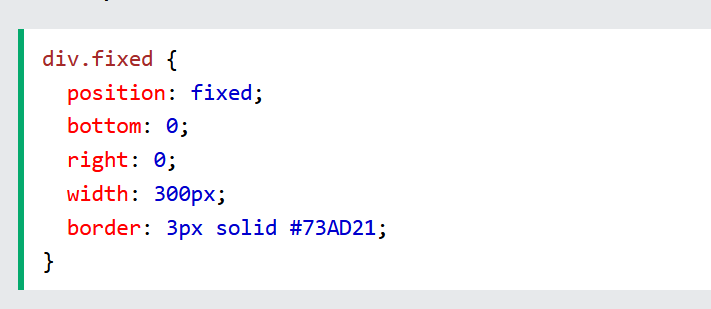 div.fixed {
  position: fixed;
  bottom: 0;
  right: 0;
  width: 300px;
  border: 3px solid #73AD21;
}